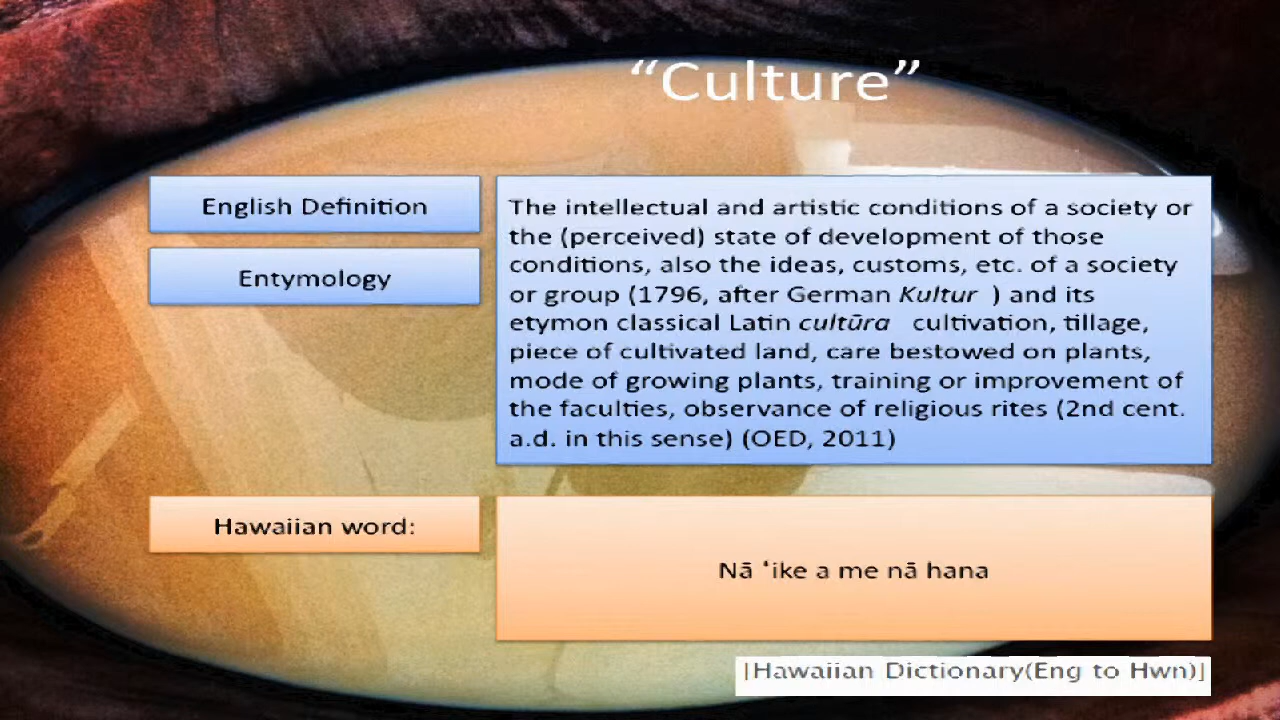 “Culture”
English Definition
Entymology
The intellectual and artistic conditions of a society or
the (perceived) state of development of those
conditions, also the ideas, customs, etc. of a society
or group (1796, after German Kultur ) and its
etymon classical Latin cultūra cultivation, tillage,
piece of cultivated land, care bestowed on plants,
mode of growing plants, training or improvement of
the faculties, observance of religious rites (2nd cent.
a.d. in this sense) (OED, 2011)
Hawaiian word:
Nā ʻike a me nā hana
[Hawaiian Dictionary(Eng to Hwn)]